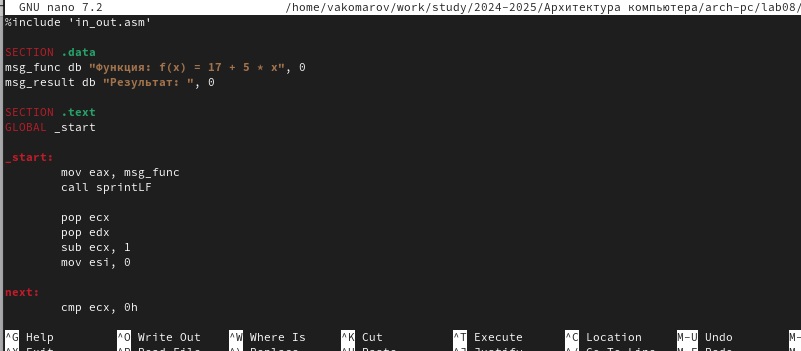 GNU nano 7.2 /home/vakomarov/work/study/2024-2025/Архитектура компьютера/arch-pc/lab08/
%include 'in_out.asm'
SECTION .data
msg_func db "Функция: f(x) = 17 + 5 * x", 0
msg_result db "Результат: ", 0
SECTION .text
GLOBAL _start
_start:
mov eax, msg_func
call sprintLF
pop ecx
pop edx
sub ecx, 1
mov esi, 0
next:
cmp ecx, 0h
^G Help ^O Write Out ^W Where Is ^K Cut ^T Execute ^C Location M-U Undo